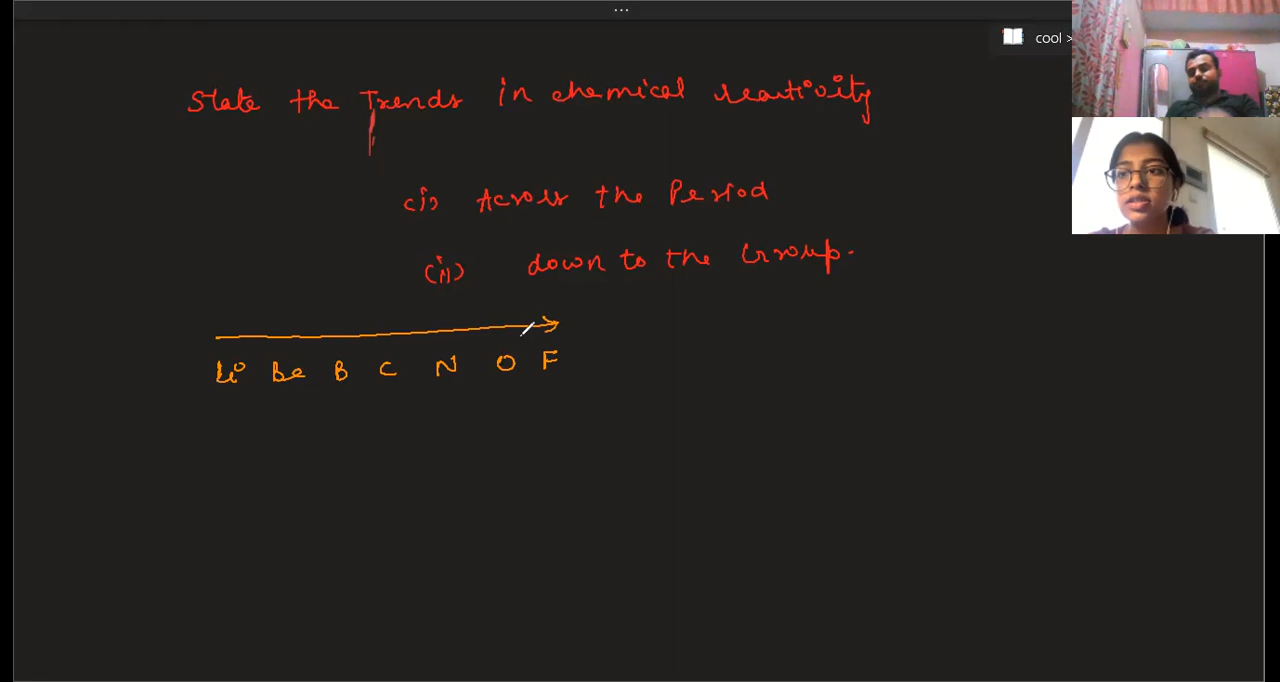 ...
cool >
State the Trends in chemical reactivity
(i) Across the Period
(ii) down to the Group.
Li Be B C N O F